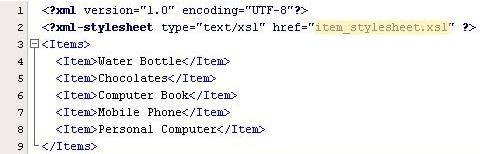 1 <?xml version="1.0" encoding="UTF-8"?>
2 <?xml-stylesheet type="text/xsl" href="item_stylesheet.xsl" ?>
3 <Items>
4 <Item>Water Bottle</Item>
5 <Item>Chocolates</Item>
6 <Item>Computer Book</Item>
7 <Item>Mobile Phone</Item>
8 <Item>Personal Computer</Item>
9 </Items>